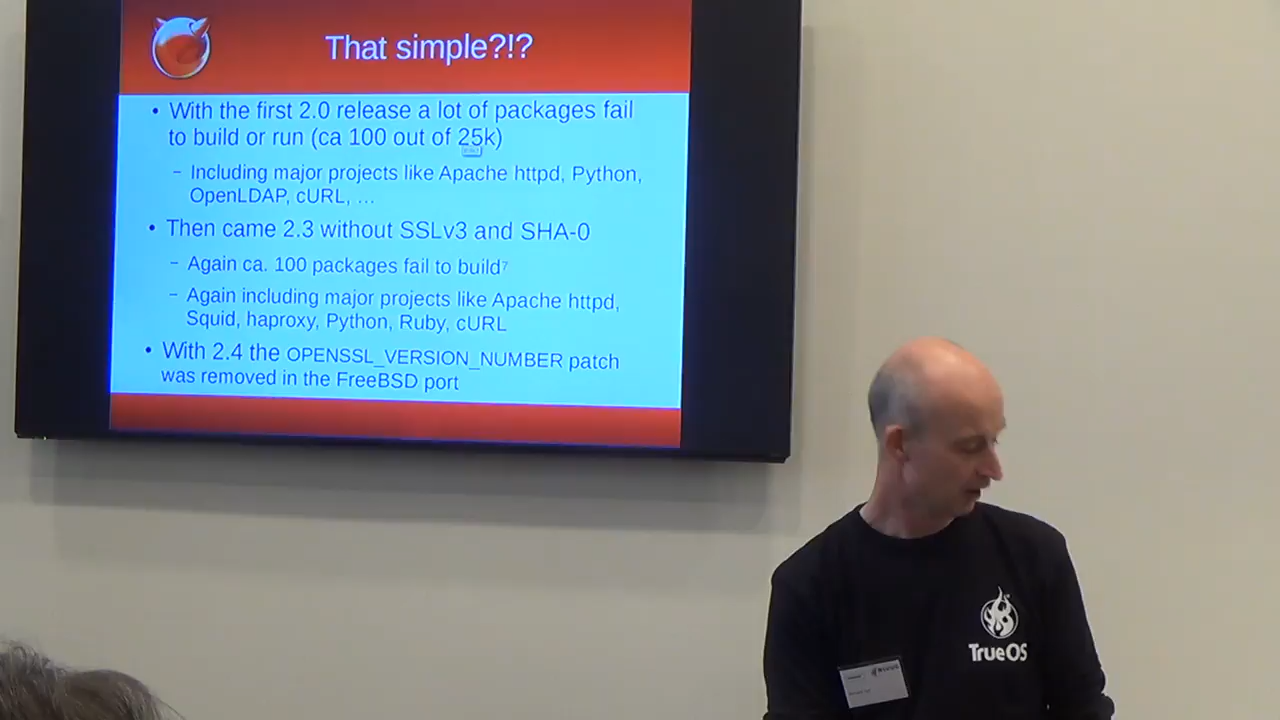 That simple?!?
• With the first 2.0 release a lot of packages fail
to build or run (ca 100 out of 25k)
– Including major projects like Apache httpd, Python,
OpenLDAP, cURL, …
• Then came 2.3 without SSLv3 and SHA-0
– Again ca. 100 packages fail to build⁷
– Again including major projects like Apache httpd,
Squid, haproxy, Python, Ruby, cURL
• With 2.4 the OPENSSL_VERSION_NUMBER patch
was removed in the FreeBSD port
TrueOS